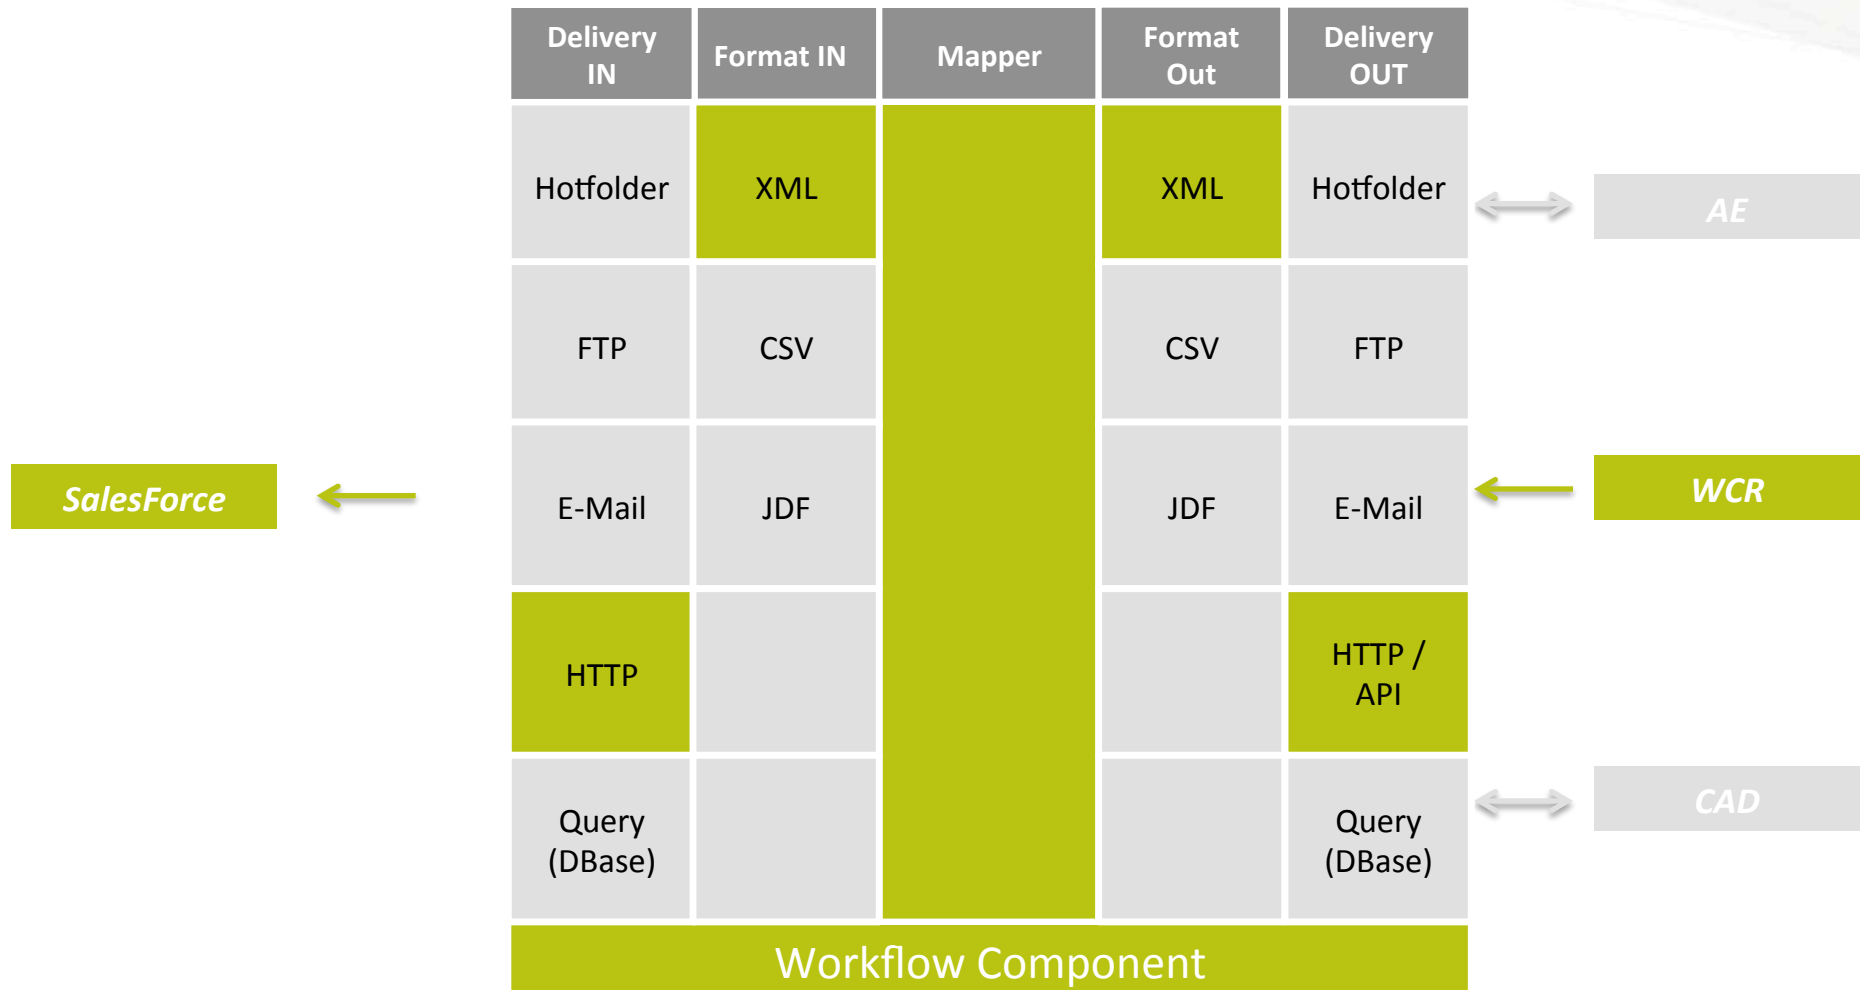 Delivery
IN
Format IN
Mapper
Format
Out
Delivery
OUT
Hotfolder
XML
XML
Hotfolder
AE
FTP
CSV
CSV
FTP
SalesForce
E-Mail
JDF
JDF
E-Mail
WCR
HTTP
HTTP /
API
Query
(DBase)
Query
(DBase)
CAD
Workflow Component